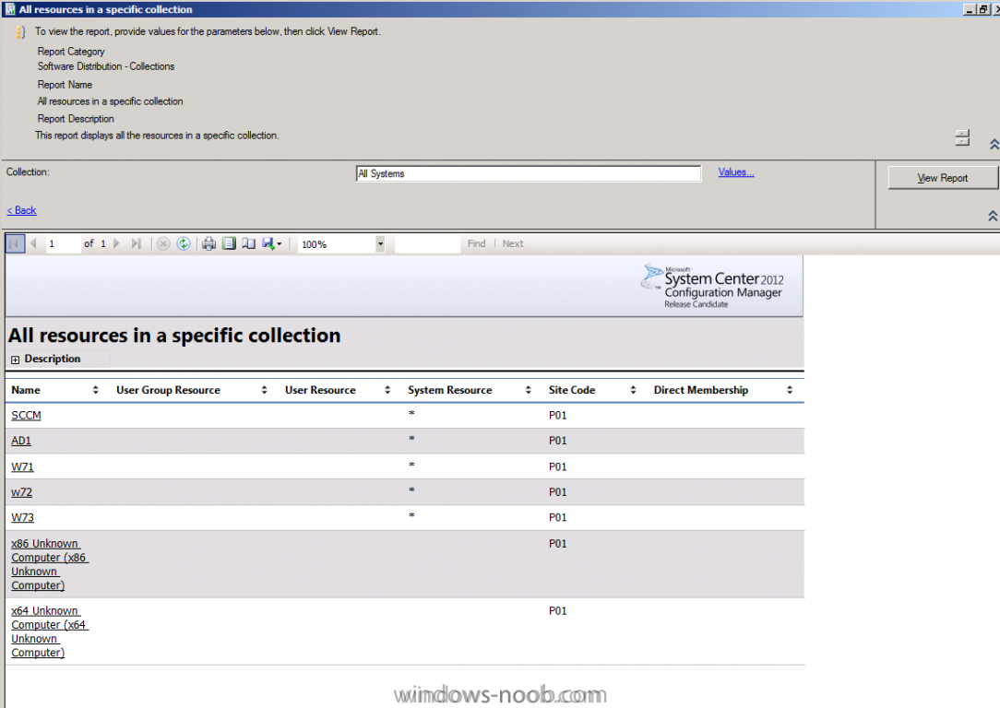 All resources in a specific collection
To view the report, provide values for the parameters below, then click View Report.
Report Category
Software Distribution - Collections
Report Name
All resources in a specific collection
Report Description
This report displays all the resources in a specific collection.
Collection:
All Systems
Values...
View Report
< Back
1 of 1
100%
Find | Next
Microsoft
System Center 2012
Configuration Manager
Release Candidate
All resources in a specific collection
Description
Name User Group Resource User Resource System Resource Site Code Direct Membership
SCCM * P01
AD1 * P01
W71 * P01
w72 * P01
W73 * P01
x86 Unknown P01
Computer (x86
Unknown
Computer)
x64 Unknown P01
Computer (x64
Unknown
Computer)
windows-noob.com